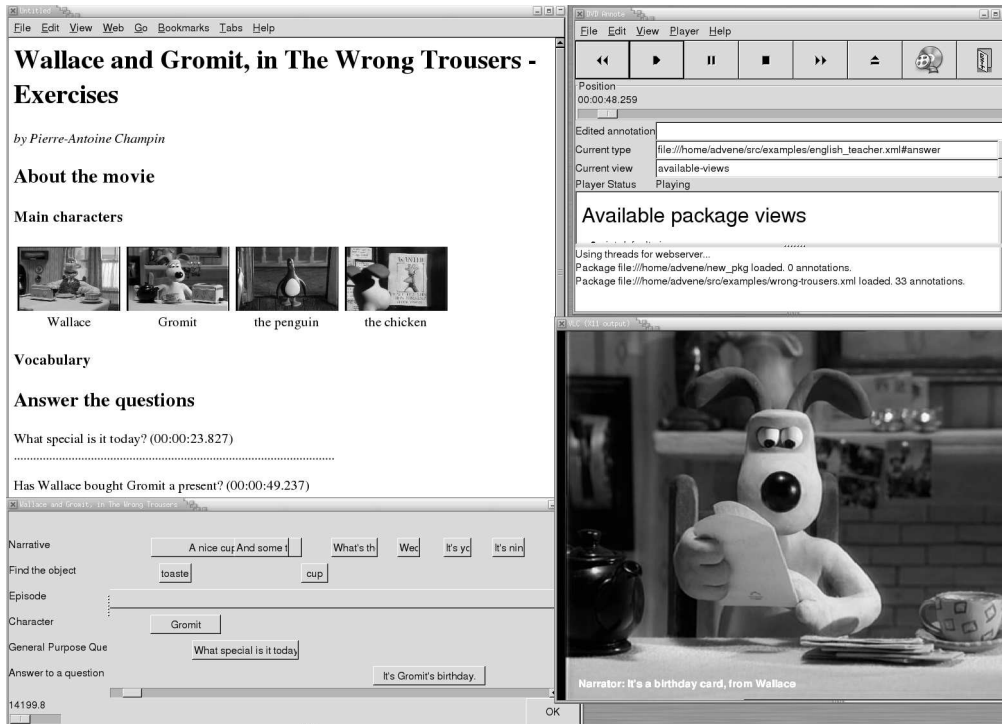 Untitled
File Edit View Web Go Bookmarks Tabs Help
Wallace and Gromit, in The Wrong Trousers -
Exercises
by Pierre-Antoine Champin
About the movie
Main characters
WANTED
Wallace Gromit the penguin the chicken
Vocabulary
Answer the questions
What special is it today? (00:00:23.827)
Has Wallace bought Gromit a present? (00:00:49.237)
DVD Annote
File Edit View Player Help
Position
00:00:48.259
Edited annotation
Current type file:///home/advene/src/examples/english_teacher.xml#answer
Current view available-views
Player Status Playing
Available package views
Using threads for webserver...
Package file:///home/advene/new_pkg loaded. 0 annotations.
Package file:///home/advene/src/examples/wrong-trousers.xml loaded. 33 annotations.
VLC (X11 output)
Narrator: It's a birthday card, from Wallace
Wallace and Gromit, in The Wrong Trousers
Narrative A nice cup And some t What's th Wed It's yo It's nin
Find the object toaste cup
Episode
Character Gromit
General Purpose Que What special is it today
Answer to a question It's Gromit's birthday.
14199.8
OK